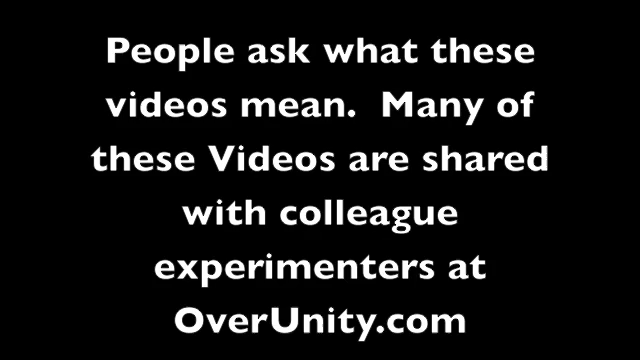 People ask what these
videos mean.  Many of
these Videos are shared
with colleague
experimenters at
OverUnity.com